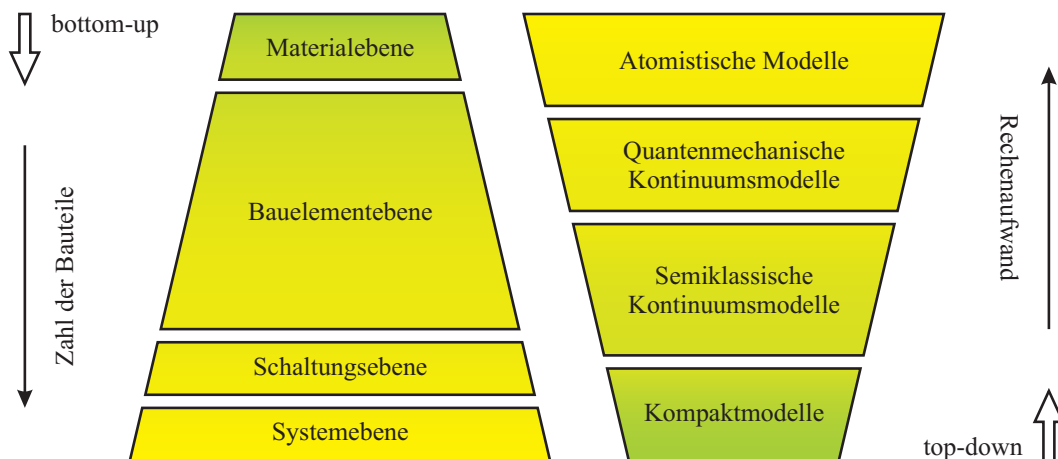 bottom-up
Zahl der Bauteile
Materialebene
Bauelementebene
Schaltungsebene
Systemebene
Atomistische Modelle
Quantenmechanische
Kontinuumsmodelle
Semiklassische
Kontinuumsmodelle
Kompaktmodelle
Rechenaufwand
top-down